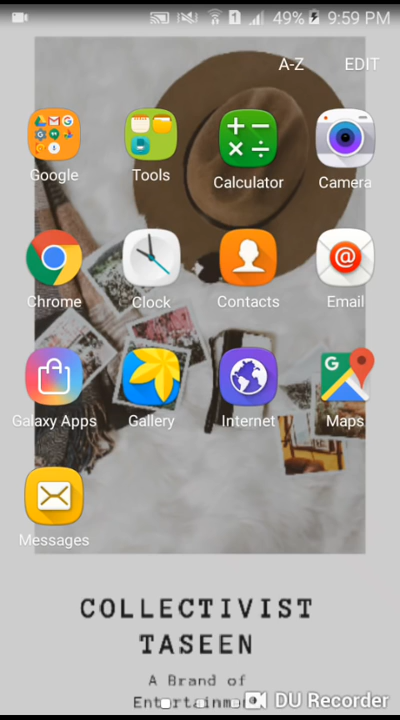 1 49% 9:59 PM
A-Z EDIT
Google Tools Calculator Camera
Chrome Clock Contacts Email
Galaxy Apps Gallery Internet Maps
Messages
COLLECTIVIST
TASEEN
A Brand of
DU Recorder